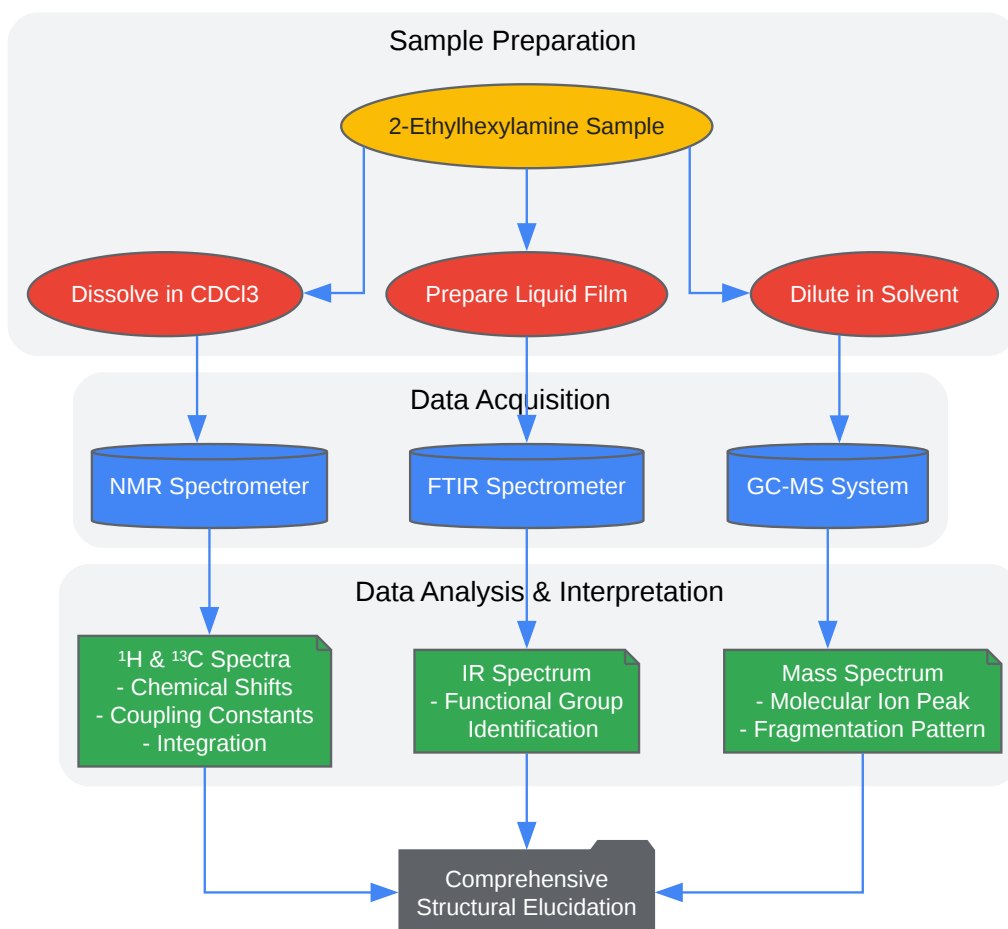 Sample Preparation
2-Ethylhexylamine Sample
Dissolve in CDCl3
Prepare Liquid Film
Dilute in Solvent
Data Acquisition
NMR Spectrometer
FTIR Spectrometer
GC-MS System
Data Analysis & Interpretation
¹H & ¹³C Spectra
- Chemical Shifts
- Coupling Constants
- Integration
IR Spectrum
- Functional Group
Identification
Mass Spectrum
- Molecular Ion Peak
- Fragmentation Pattern
Comprehensive
Structural Elucidation